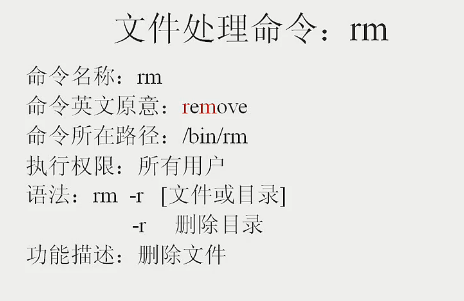 文件处理命令：rm
命令名称：rm
命令英文原意：remove
命令所在路径：/bin/rm
执行权限：所有用户
语法：rm -r [文件或目录]
-r 删除目录
功能描述：删除文件